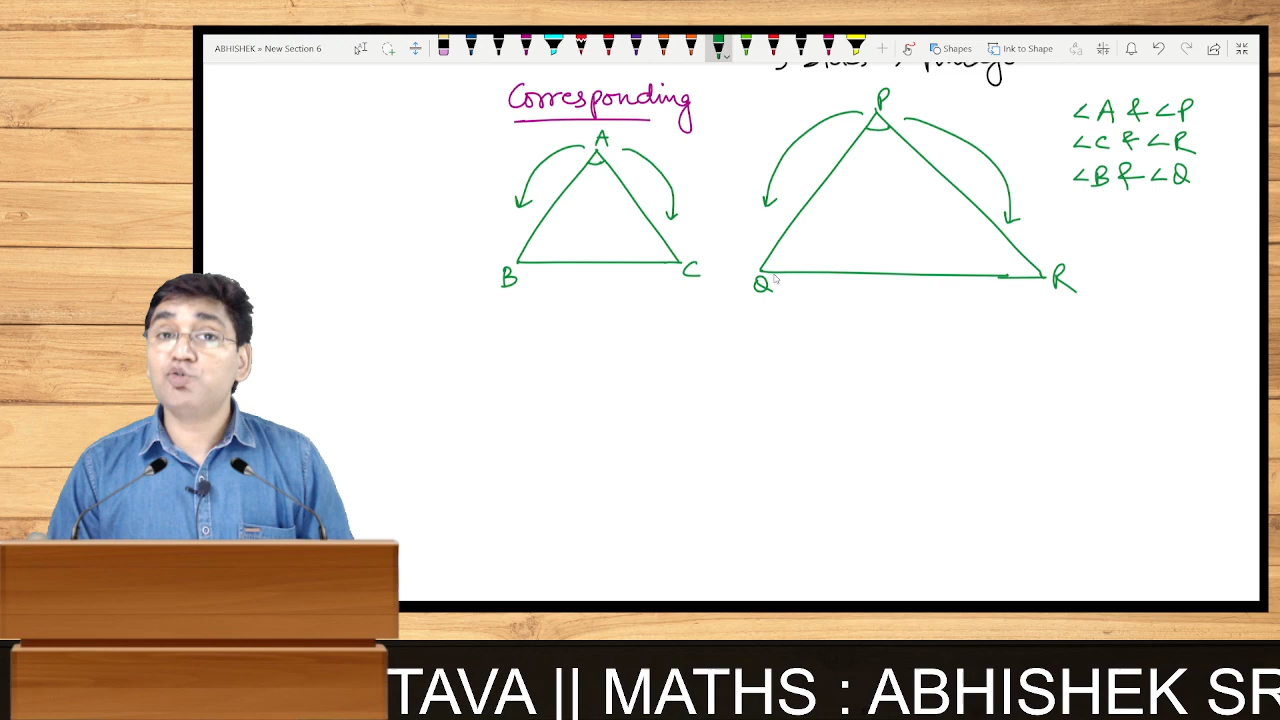 ABHISHEK » New Section 6
Shapes
Ink to Shape
Corresponding
A
B
C
P
Q
R
∠A & ∠P
∠C & ∠R
∠B & ∠Q
TAVA || MATHS : ABHISHEK SR